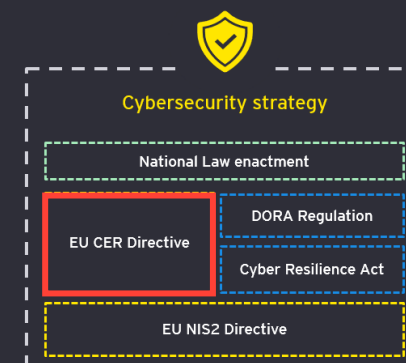 Cybersecurity strategy
National Law enactment
EU CER Directive
DORA Regulation
Cyber Resilience Act
EU NIS2 Directive